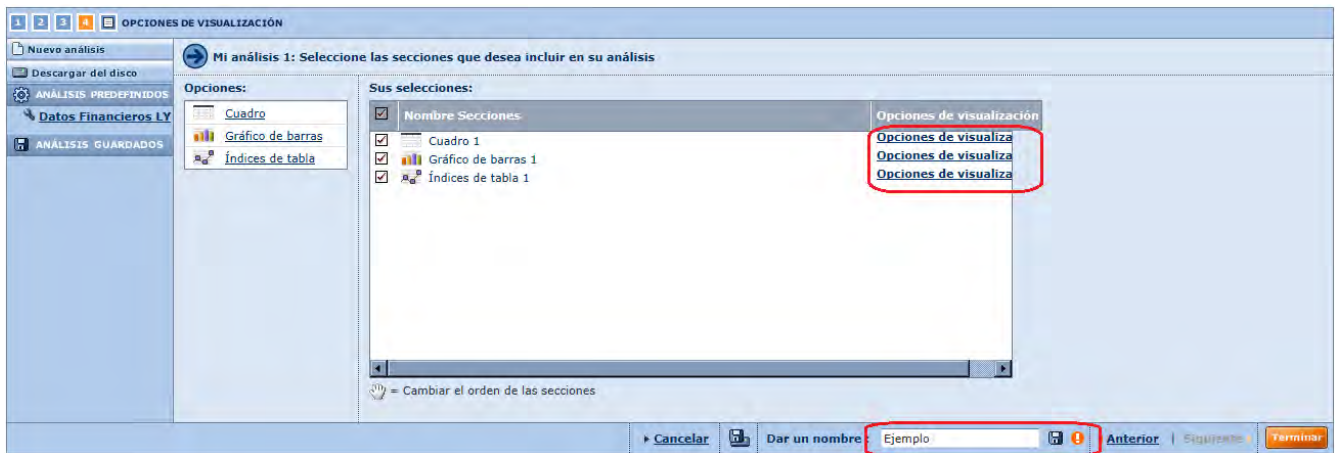 1 2 3 4 OPCIONES DE VISUALIZACIÓN
Nuevo análisis
Descargar del disco
ANÁLISIS PREDEFINIDOS
Datos Financieros LY
ANÁLISIS GUARDADOS
Mi análisis 1: Seleccione las secciones que desea incluir en su análisis
Opciones:
Cuadro
Gráfico de barras
Índices de tabla
Sus selecciones:
Nombre Secciones Opciones de visualización
Cuadro 1 Opciones de visualiza
Gráfico de barras 1 Opciones de visualiza
Índices de tabla 1 Opciones de visualiza
= Cambiar el orden de las secciones
Cancelar Dar un nombre : Ejemplo Anterior | Siguiente | Terminar